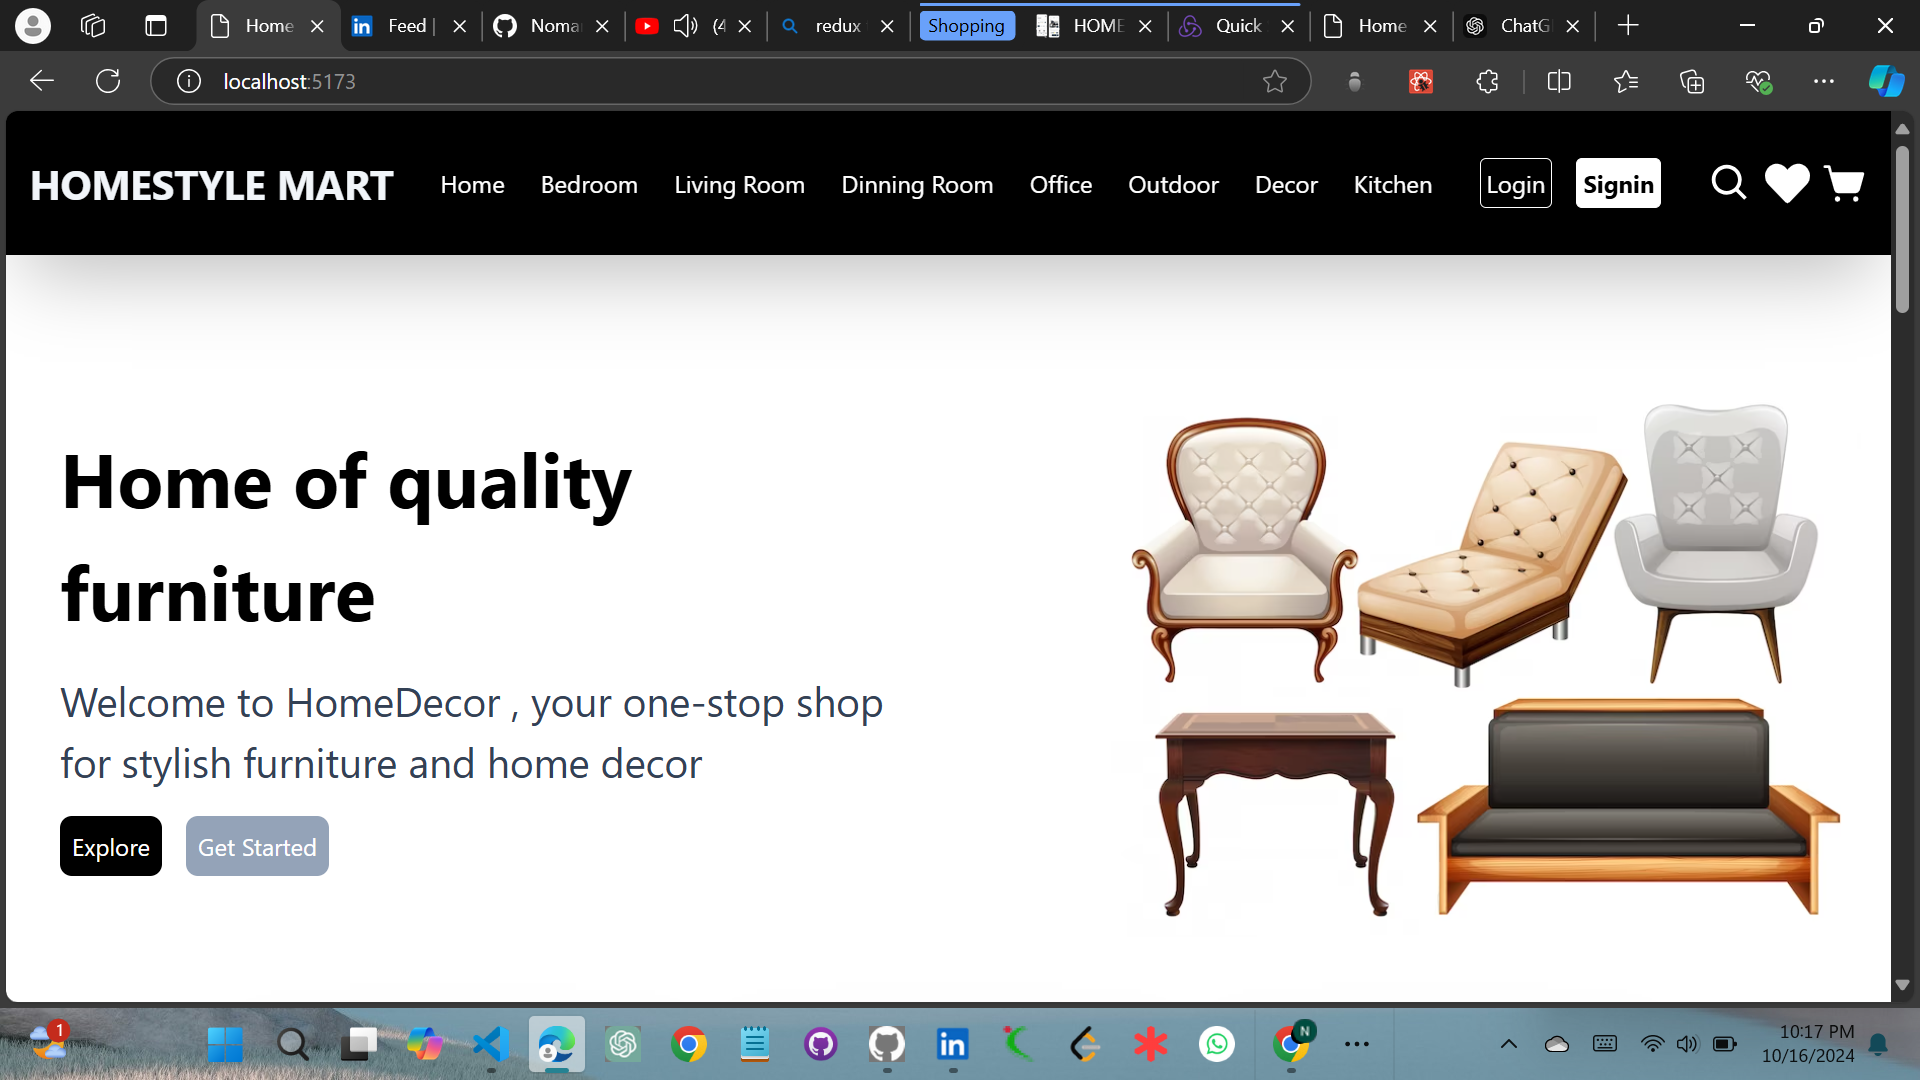 Home
Feed |
Noma
(4
redux
Shopping
HOME
Quick
Home
ChatG
localhost:5173
HOMESTYLE MART
Home Bedroom Living Room Dinning Room Office Outdoor Decor Kitchen Login Signin
Home of quality
furniture
Welcome to HomeDecor , your one-stop shop
for stylish furniture and home decor
Explore Get Started
1
N
10:17 PM
10/16/2024